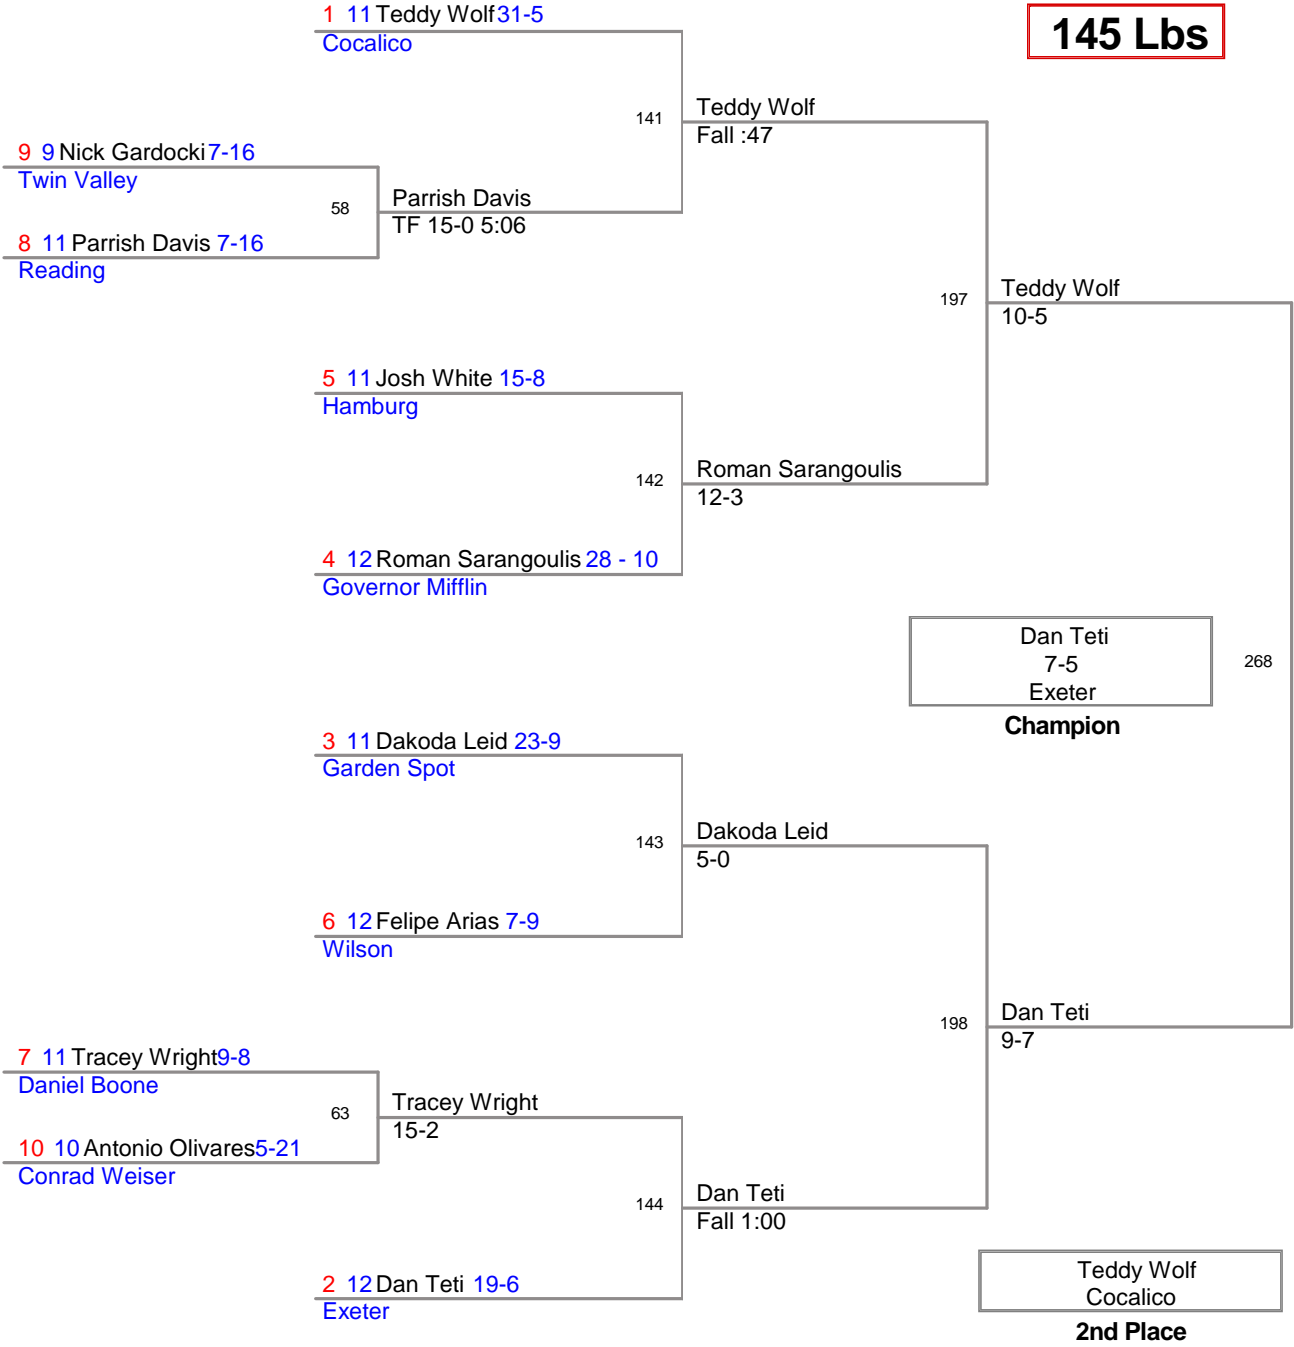 1 11 Teddy Wolf 31-5
145 Lbs
Cocalico
Teddy Wolf
141
Fall :47
9 9 Nick Gardocki 7-16
Twin Valley
Parrish Davis
58
TF 15-0 5:06
8 11 Parrish Davis 7-16
Reading
Teddy Wolf
197
10-5
5 11 Josh White 15-8
Hamburg
Roman Sarangoulis
142
12-3
4 12 Roman Sarangoulis 28 - 10
Governor Mifflin
Dan Teti
7-5
268
Exeter
Champion
3 11 Dakoda Leid 23-9
Garden Spot
Dakoda Leid
143
5-0
6 12 Felipe Arias 7-9
Wilson
Dan Teti
198
9-7
7 11 Tracey Wright 9-8
Daniel Boone
Tracey Wright
63
15-2
10 10 Antonio Olivares 5-21
Conrad Weiser
Dan Teti
144
Fall 1:00
2 12 Dan Teti 19-6
Exeter
Teddy Wolf
Cocalico
2nd Place